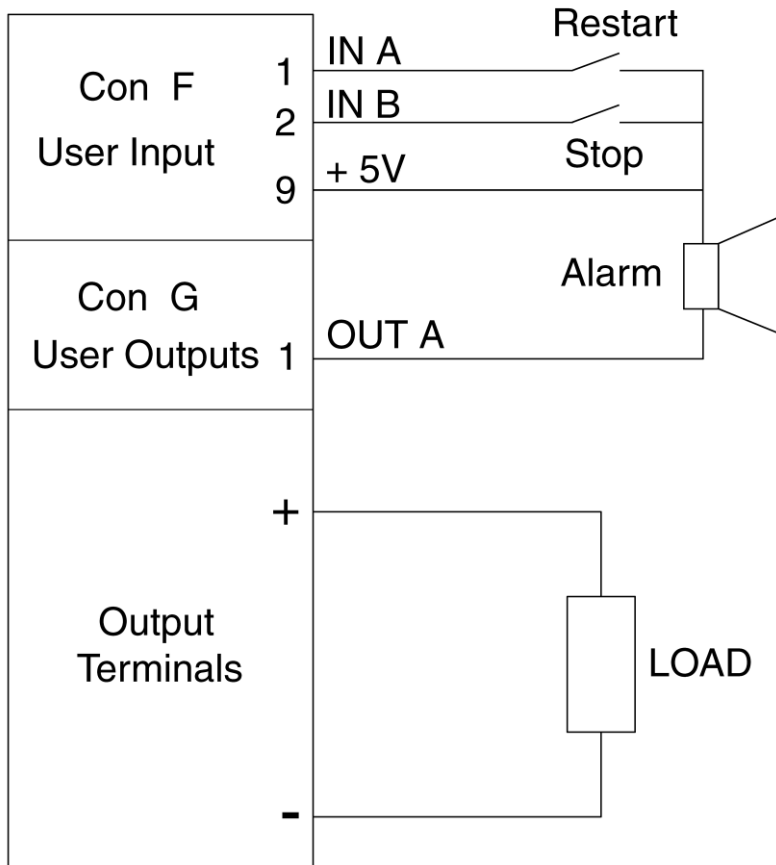 Restart
Con F
User Input
1
IN A
2
IN B
Stop
9
+ 5V
Alarm
Con G
User Outputs 1
OUT A
+
Output
Terminals
LOAD
-